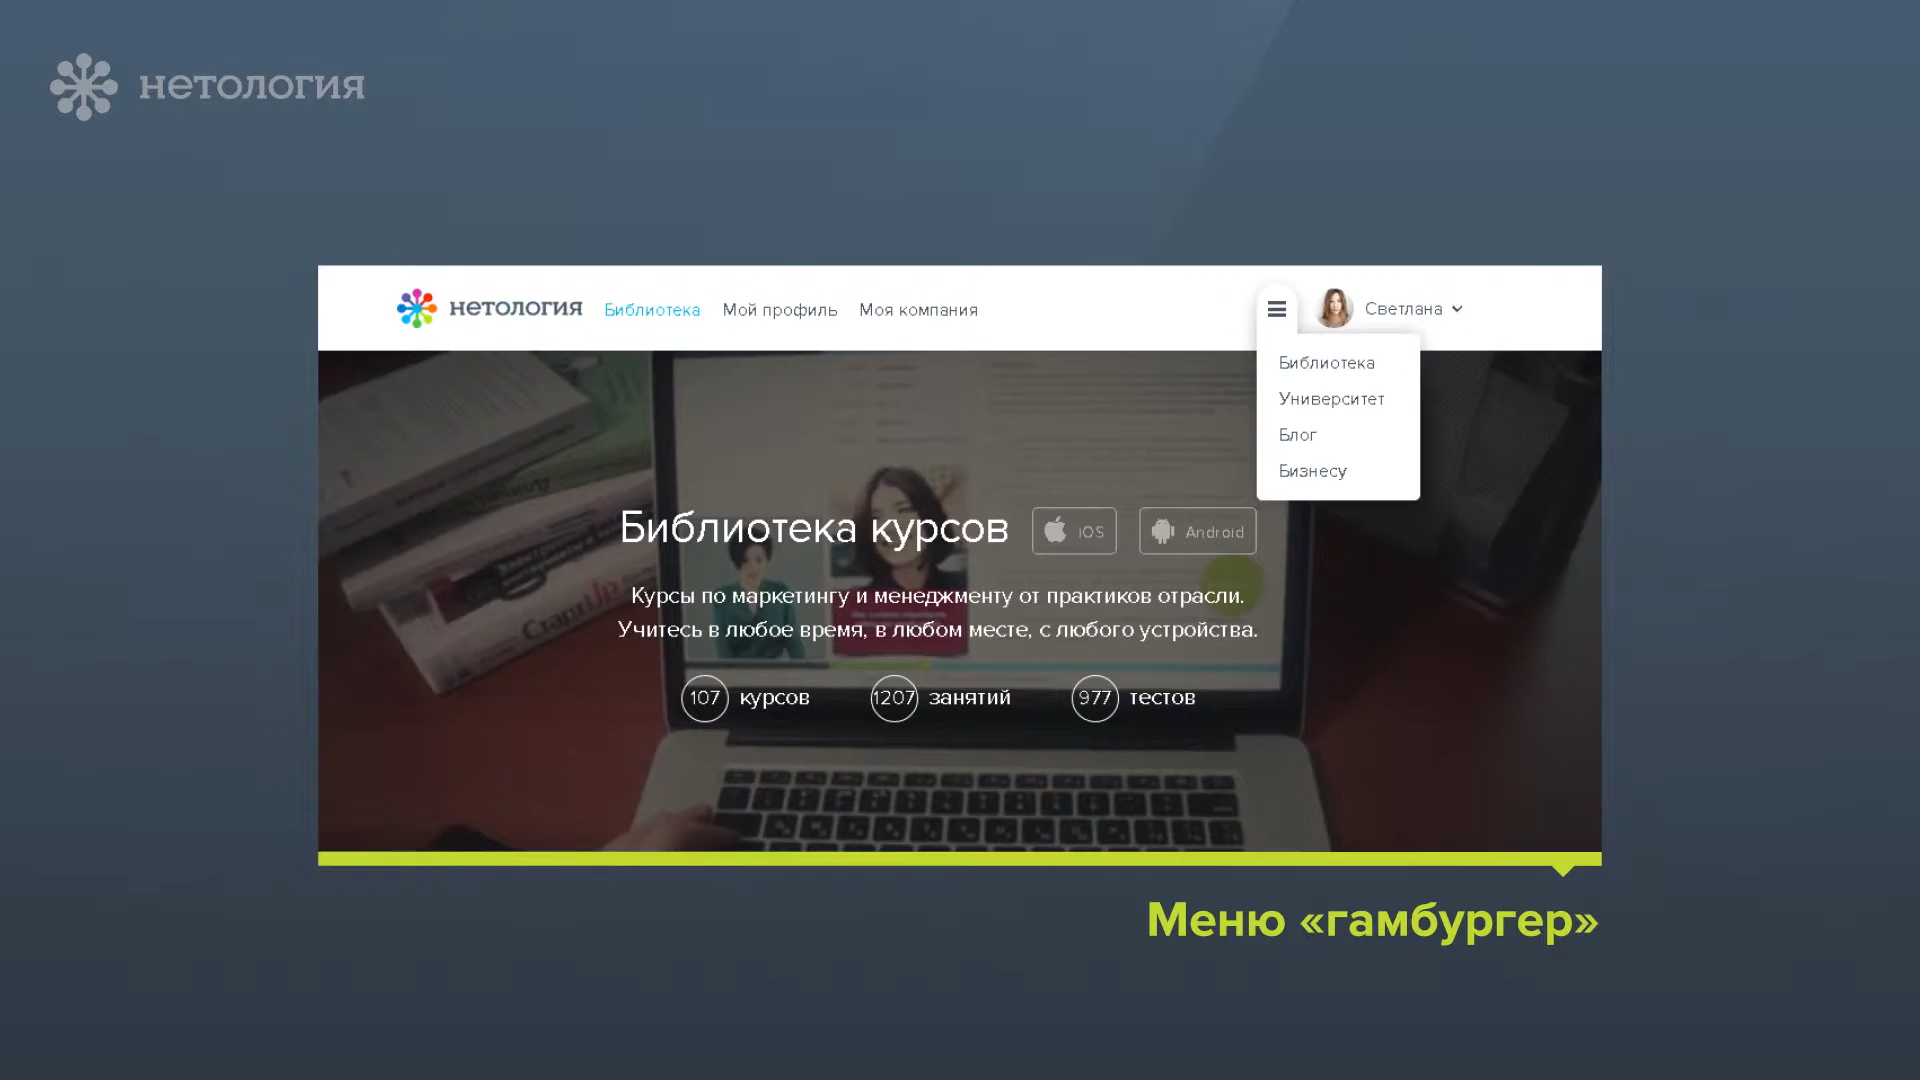 нетология
нетология Библиотека Мой профиль Моя компания Светлана
Библиотека
Университет
Блог
Бизнесу
Библиотека курсов iOS Android
Курсы по маркетингу и менеджменту от практиков отрасли.
Учитесь в любое время, в любом месте, с любого устройства.
107 курсов 1207 занятий 977 тестов
СтартUp
Меню «гамбургер»